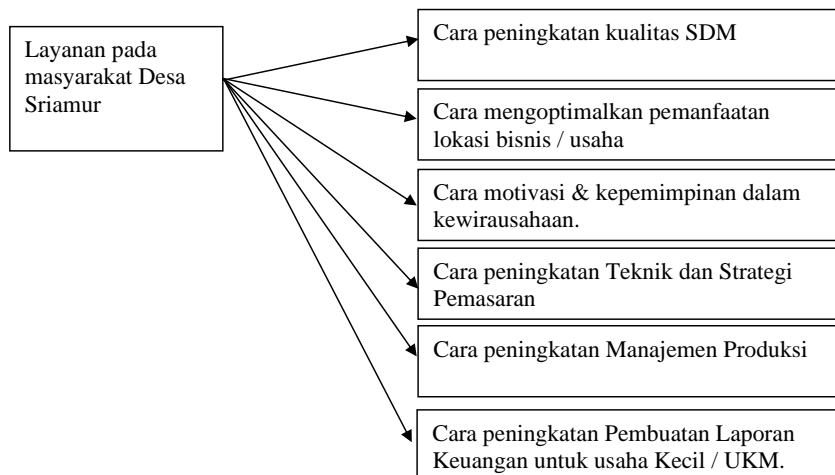 Layanan pada
masyarakat Desa
Sriamur
Cara peningkatan kualitas SDM
Cara mengoptimalkan pemanfaatan
lokasi bisnis / usaha
Cara motivasi & kepemimpinan dalam
kewirausahaan.
Cara peningkatan Teknik dan Strategi
Pemasaran
Cara peningkatan Manajemen Produksi
Cara peningkatan Pembuatan Laporan
Keuangan untuk usaha Kecil / UKM.